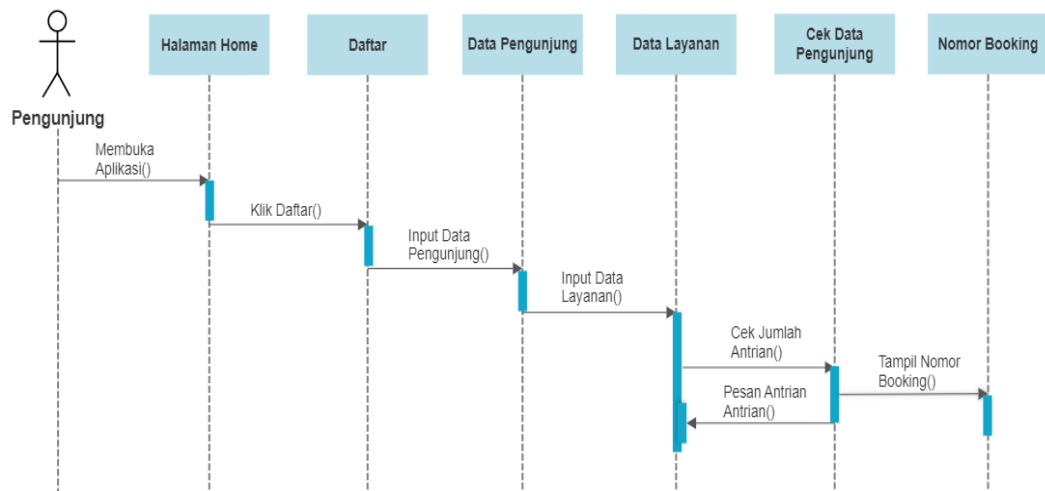 Halaman Home
Daftar
Data Pengunjung
Data Layanan
Cek Data
Pengunjung
Nomor Booking
Pengunjung
Membuka
Aplikasi()
Klik Daftar()
Input Data
Pengunjung()
Input Data
Layanan()
Cek Jumlah
Antrian()
Tampil Nomor
Booking()
Pesan Antrian
Antrian()